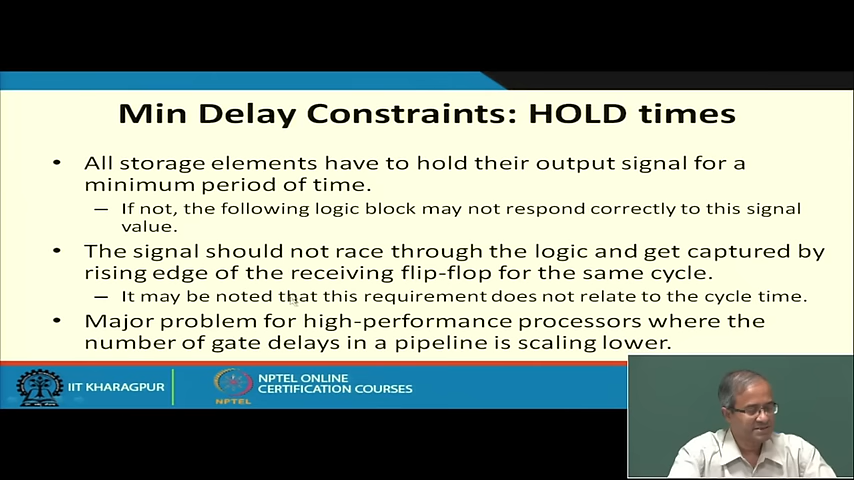 Min Delay Constraints: HOLD times
• All storage elements have to hold their output signal for a
minimum period of time.
– If not, the following logic block may not respond correctly to this signal
value.
• The signal should not race through the logic and get captured by
rising edge of the receiving flip-flop for the same cycle.
– It may be noted that this requirement does not relate to the cycle time.
• Major problem for high-performance processors where the
number of gate delays in a pipeline is scaling lower.
IIT KHARAGPUR
NPTEL
NPTEL ONLINE
CERTIFICATION COURSES